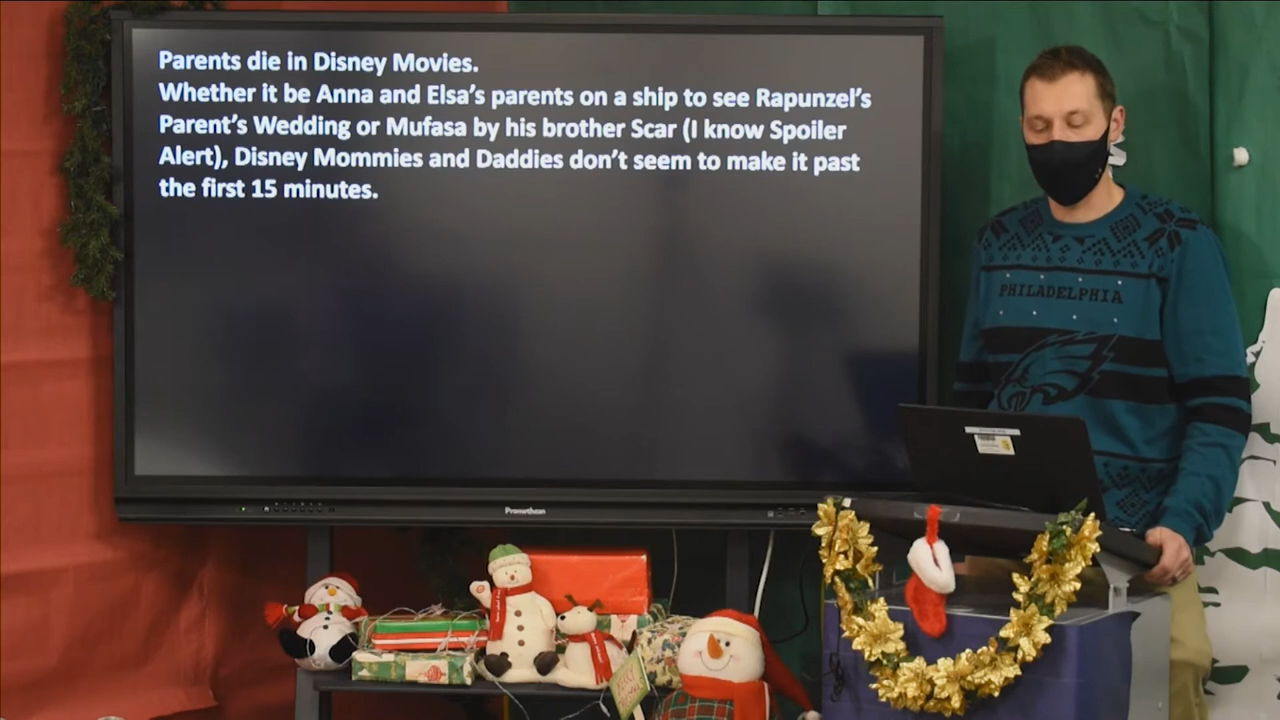 Parents die in Disney Movies.
Whether it be Anna and Elsa's parents on a ship to see Rapunzel's
Parent's Wedding or Mufasa by his brother Scar (I know Spoiler
Alert), Disney Mommies and Daddies don't seem to make it past
the first 15 minutes.
PHILADELPHIA
Promethean